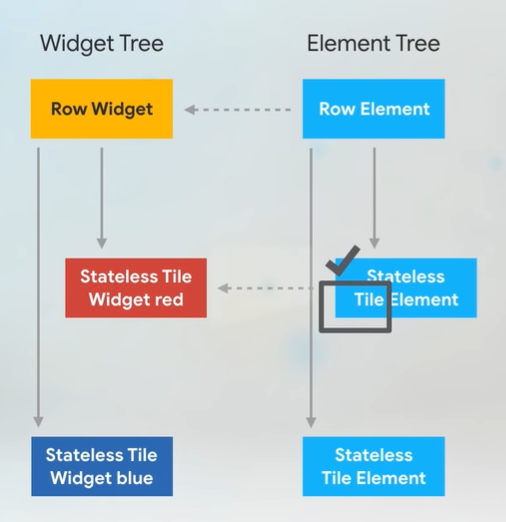 Widget Tree
Element Tree
Row Widget
Row Element
Stateless Tile
Widget red
Stateless
Tile Element
Stateless Tile
Widget blue
Stateless
Tile Element